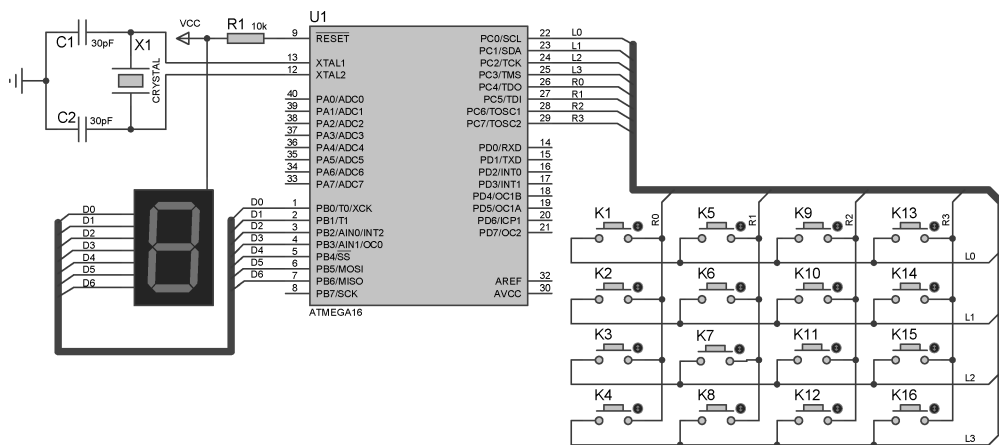 C1
30pF
X1
CRYSTAL
C2
30pF
VCC
R1 10k
U1
9 RESET
13 XTAL1
12 XTAL2
40 PA0/ADC0
39 PA1/ADC1
38 PA2/ADC2
37 PA3/ADC3
36 PA4/ADC4
35 PA5/ADC5
34 PA6/ADC6
33 PA7/ADC7
D0 1 PB0/T0/XCK
D1 2 PB1/T1
D2 3 PB2/AIN0/INT2
D3 4 PB3/AIN1/OC0
D4 5 PB4/SS
D5 6 PB5/MOSI
D6 7 PB6/MISO
8 PB7/SCK
PC0/SCL 22 L0
PC1/SDA 23 L1
PC2/TCK 24 L2
PC3/TMS 25 L3
PC4/TDO 26 R0
PC5/TDI 27 R1
PC6/TOSC1 28 R2
PC7/TOSC2 29 R3
PD0/RXD 14
PD1/TXD 15
PD2/INT0 16
PD3/INT1 17
PD4/OC1B 18
PD5/OC1A 19
PD6/ICP1 20
PD7/OC2 21
AREF 32
AVCC 30
ATMEGA16
D0
D1
D2
D3
D4
D5
D6
R0 R1 R2 R3
K1 K5 K9 K13
L0
K2 K6 K10 K14
L1
K3 K7 K11 K15
L2
K4 K8 K12 K16
L3